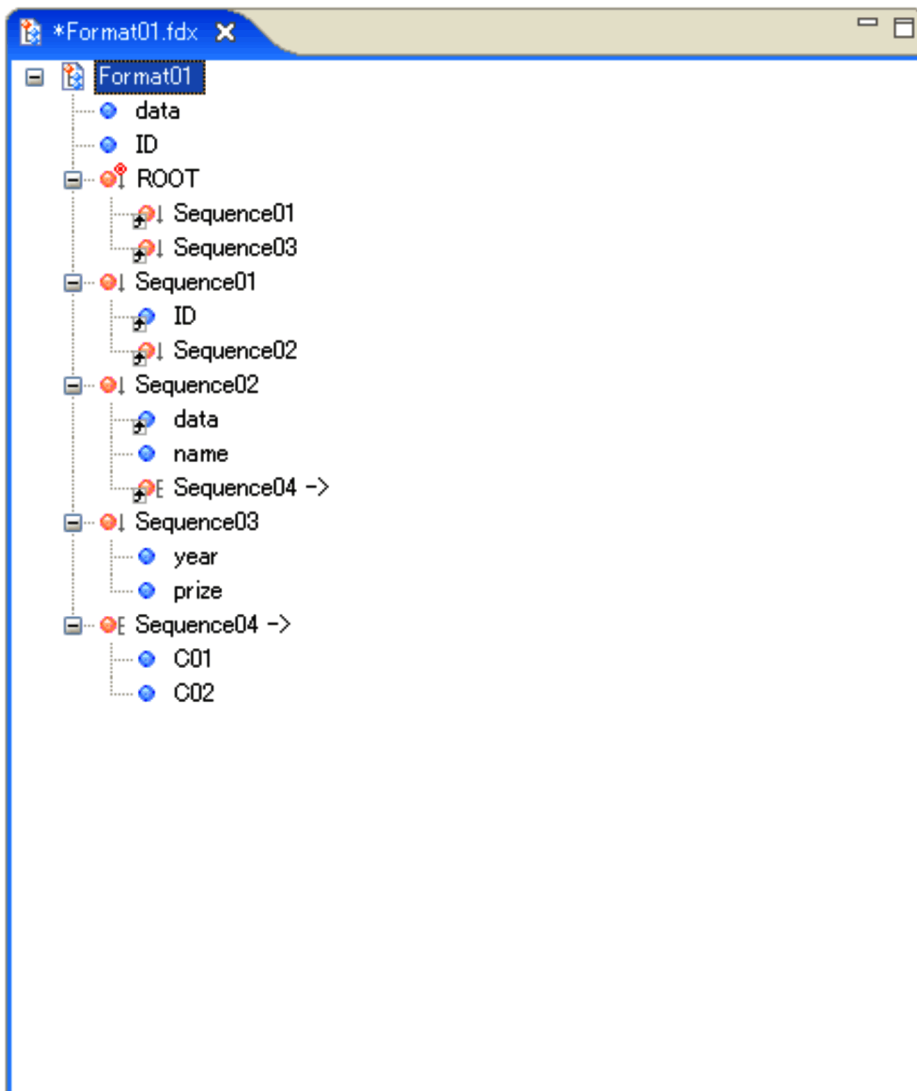 *Format01.fdx
Format01
data
ID
ROOT
Sequence01
Sequence03
Sequence01
ID
Sequence02
Sequence02
data
name
Sequence04 ->
Sequence03
year
prize
Sequence04 ->
C01
C02